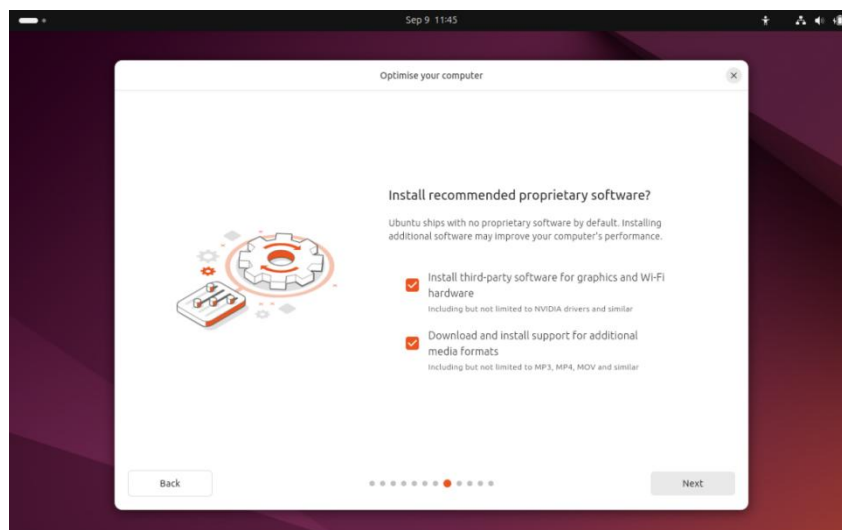 Sep 9 11:45
Optimise your computer
Install recommended proprietary software?
Ubuntu ships with no proprietary software by default. Installing
additional software may improve your computer's performance.
Install third-party software for graphics and Wi-Fi
hardware
Including but not limited to NVIDIA drivers and similar
Download and install support for additional
media formats
Including but not limited to MP3, MP4, MOV and similar
Back
Next